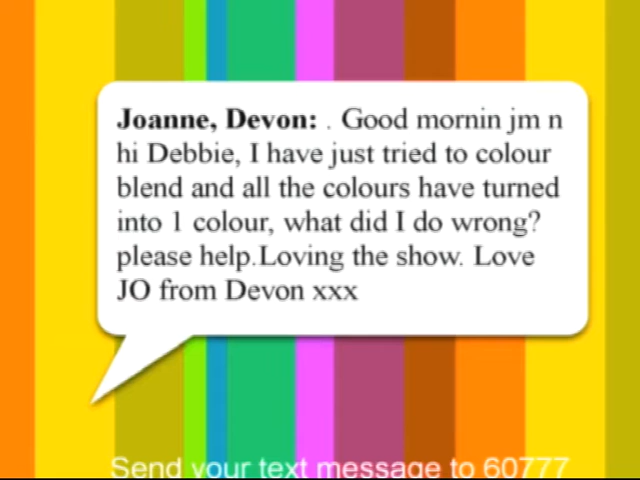 Joanne, Devon: . Good mornin jm n
hi Debbie, I have just tried to colour
blend and all the colours have turned
into 1 colour, what did I do wrong?
please help.Loving the show. Love
JO from Devon xxx
Send your text message to 60777